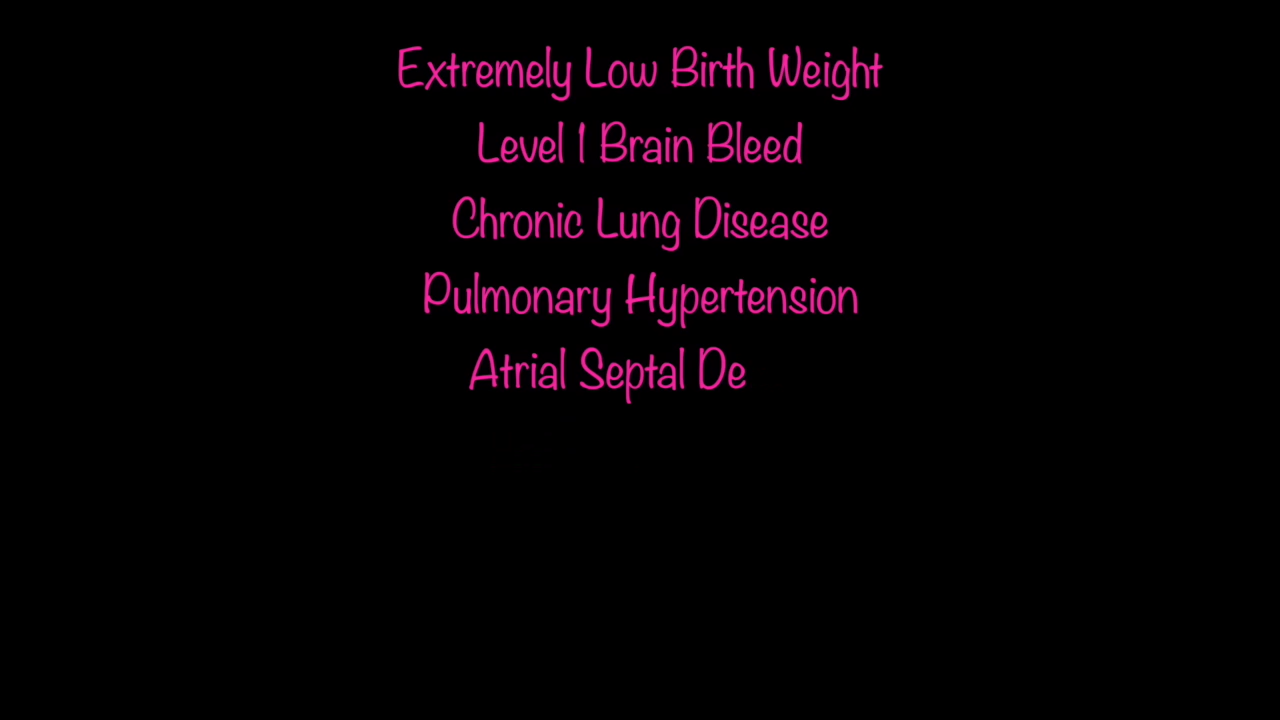 Extremely Low Birth Weight
Level 1 Brain Bleed
Chronic Lung Disease
Pulmonary Hypertension
Atrial Septal De